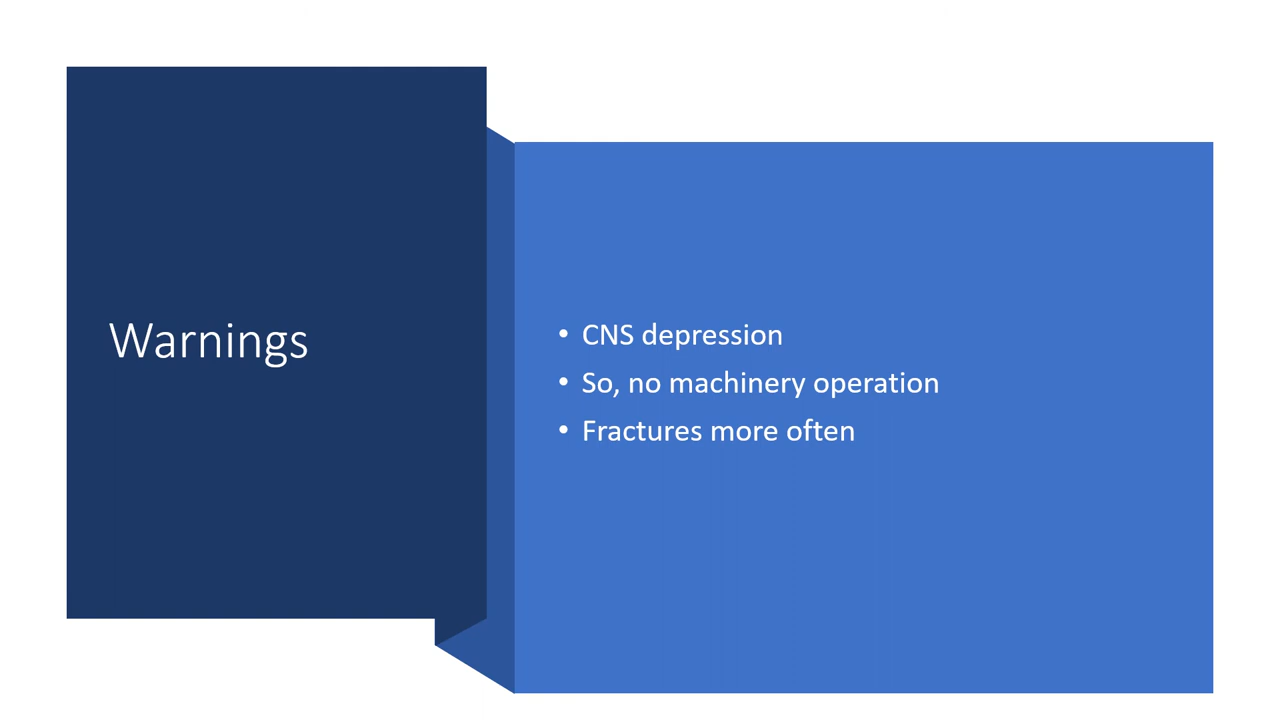 Warnings
• CNS depression
• So, no machinery operation
• Fractures more often